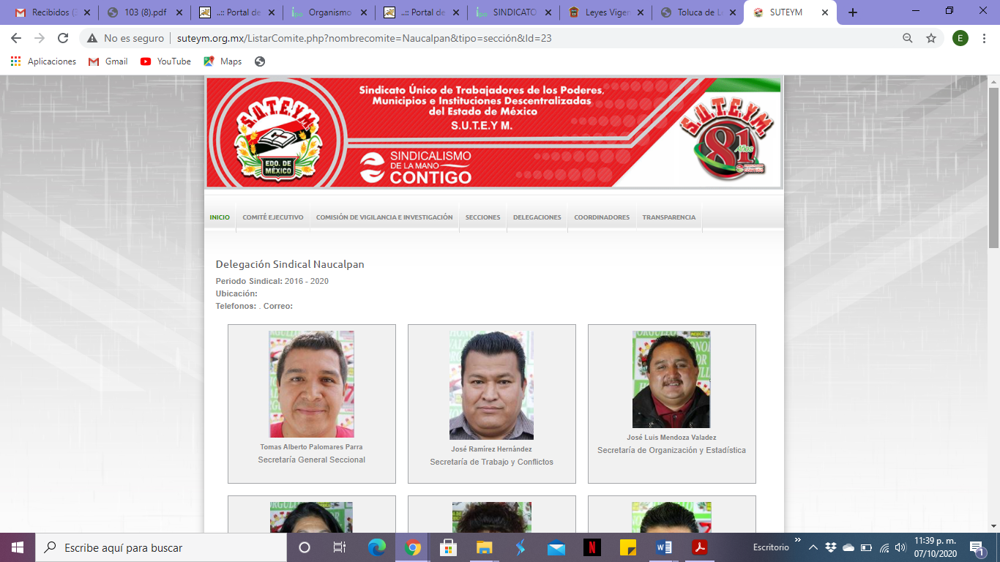 Recibidos (3
103 (8).pdf
..:: Portal de
Organismo
..:: Portal de
SINDICATO
Leyes Vigen
Toluca de L
SUTEYM
No es seguro
suteym.org.mx/ListarComite.php?nombrecomite=Naucalpan&tipo=sección&Id=23
E
Aplicaciones
Gmail
YouTube
Maps
S.U.T.E.Y M.
EDO. DE
MÉXICO
Sindicato Único de Trabajadores de los Poderes,
Municipios e Instituciones Descentralizadas
del Estado de México
S.U.T.E.Y M.
SINDICALISMO
DE LA MANO
CONTIGO
S.U.T.E.Y M.
81
Años
INICIO
COMITÉ EJECUTIVO
COMISIÓN DE VIGILANCIA E INVESTIGACIÓN
SECCIONES
DELEGACIONES
COORDINADORES
TRANSPARENCIA
Delegación Sindical Naucalpan
Periodo Sindical: 2016 - 2020
Ubicación:
Telefonos: . Correo:
Tomas Alberto Palomares Parra
Secretaría General Seccional
José Ramírez Hernández
Secretaría de Trabajo y Conflictos
José Luis Mendoza Valadez
Secretaría de Organización y Estadística
Escribe aquí para buscar
Escritorio
11:39 p. m.
07/10/2020
1